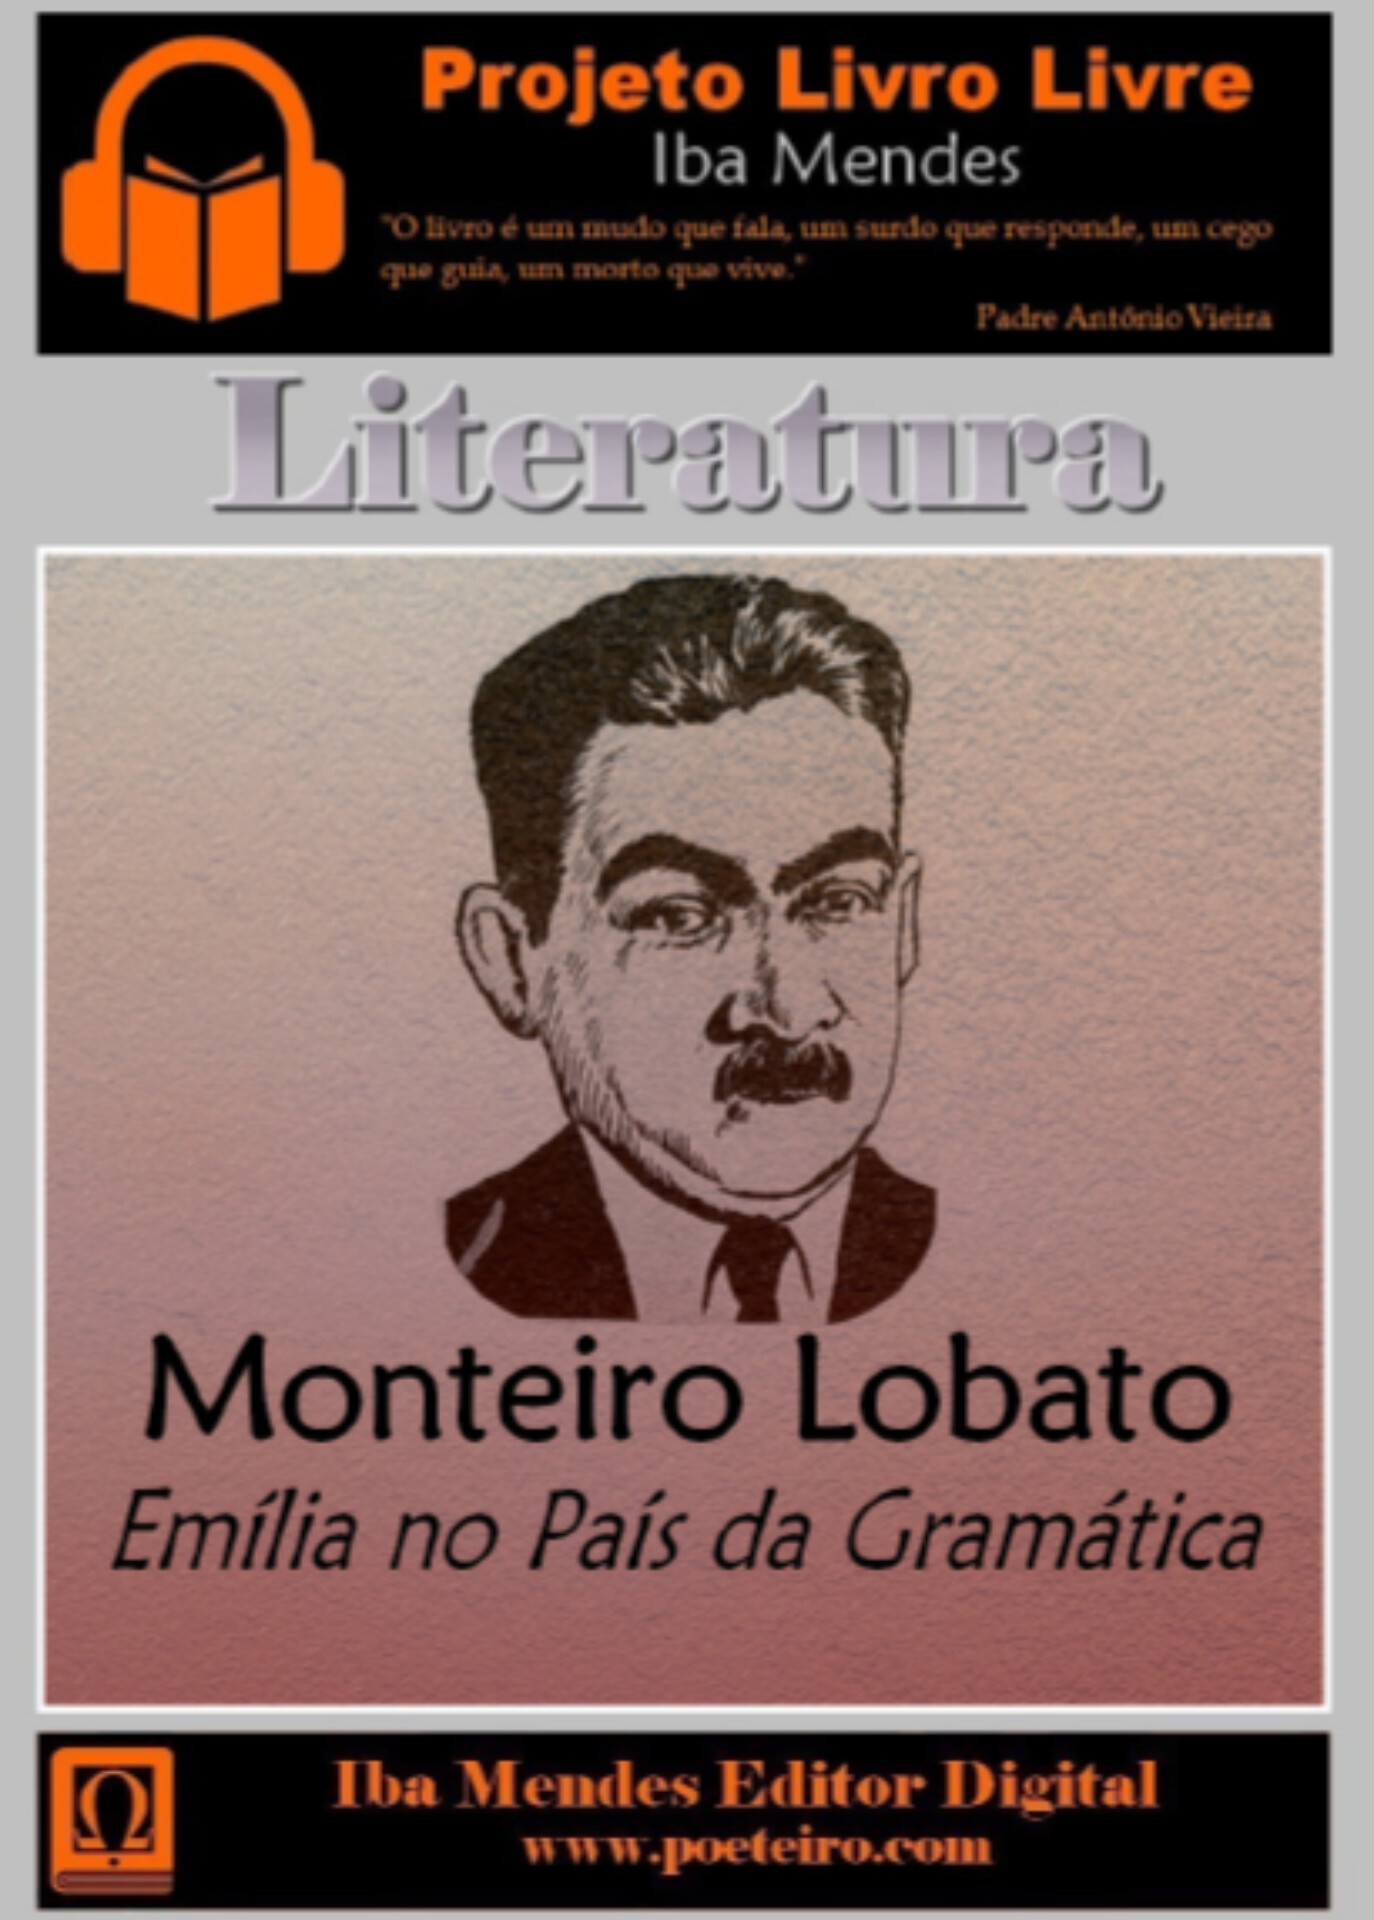 Projeto Livro Livre
Iba Mendes
"O livro é um mudo que fala, um surdo que responde, um cego
que guia, um morto que vive."
Padre Antônio Vieira
Literatura
Monteiro Lobato
Emília no País da Gramática
Ω
Iba Mendes Editor Digital
www.poeteiro.com